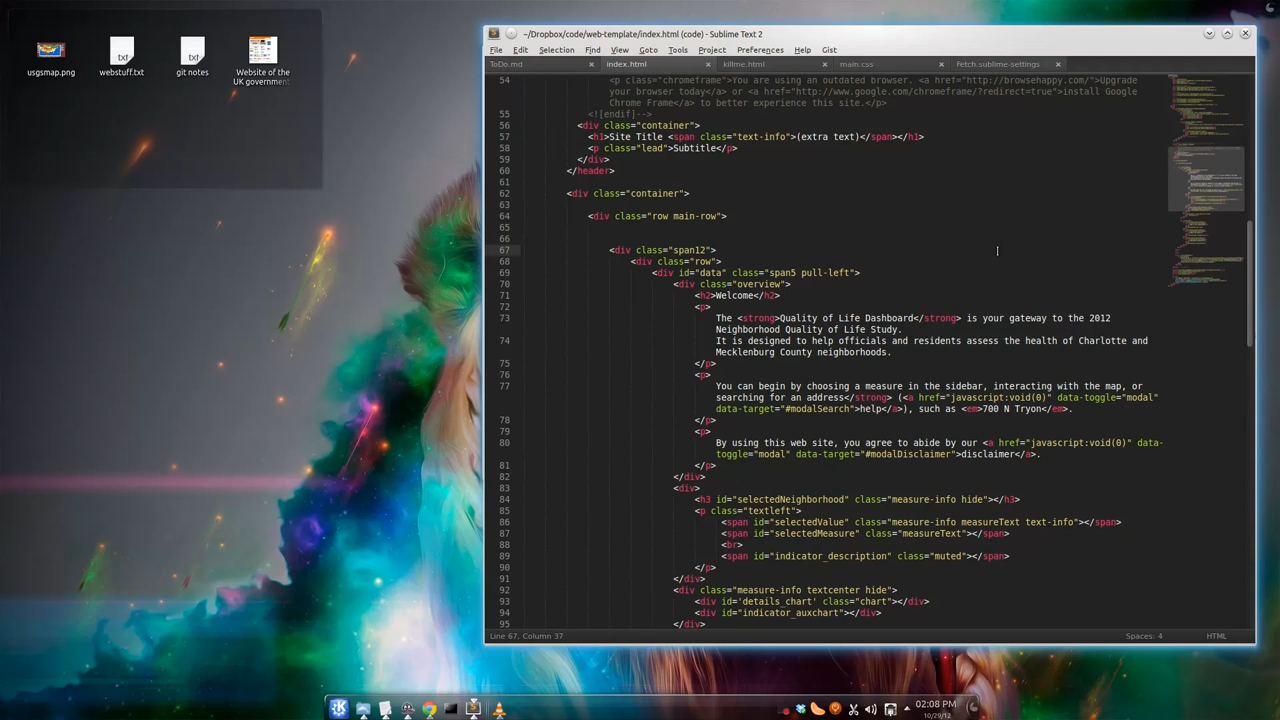 usgsmap.png
webstuff.txt
git notes
Website of the
UK government
~/Dropbox/code/web-template/index.html (code) - Sublime Text 2
File Edit Selection Find View Goto Tools Project Preferences Help Gist
ToDo.md index.html killme.html main.css Fetch.sublime-settings
54 <p class="chromeframe">You are using an outdated browser. <a href="http://browsehappy.com/">Upgrade
your browser today</a> or <a href="http://www.google.com/chromeframe/?redirect=true">install Google
Chrome Frame</a> to better experience this site.</p>
55 <![endif]-->
56 <div class="container">
57 <h1>Site Title <span class="text-info">(extra text)</span></h1>
58 <p class="lead">Subtitle</p>
59 </div>
60 </header>
61
62 <div class="container">
63
64 <div class="row main-row">
65
66
67 <div class="span12">
68 <div class="row">
69 <div id="data" class="span5 pull-left">
70 <div class="overview">
71 <h2>Welcome</h2>
72 <p>
73 The <strong>Quality of Life Dashboard</strong> is your gateway to the 2012
Neighborhood Quality of Life Study.
74 It is designed to help officials and residents assess the health of Charlotte and
Mecklenburg County neighborhoods.
75 </p>
76 <p>
77 You can begin by choosing a measure in the sidebar, interacting with the map, or
searching for an address</strong> (<a href="javascript:void(0)" data-toggle="modal"
data-target="#modalSearch">help</a>), such as <em>700 N Tryon</em>.
78 </p>
79 <p>
80 By using this web site, you agree to abide by our <a href="javascript:void(0)" data-
toggle="modal" data-target="#modalDisclaimer">disclaimer</a>.
81 </p>
82 </div>
83 <div>
84 <h3 id="selectedNeighborhood" class="measure-info hide"></h3>
85 <p class="textleft">
86 <span id="selectedValue" class="measure-info measureText text-info"></span>
87 <span id="selectedMeasure" class="measureText"></span>
88 <br>
89 <span id="indicator_description" class="muted"></span>
90 </p>
91 </div>
92 <div class="measure-info textcenter hide">
93 <div id='details_chart' class="chart"></div>
94 <div id="indicator_auxchart"></div>
95 </div>
Line 67, Column 37 Spaces: 4 HTML
02:08 PM
10/29/12